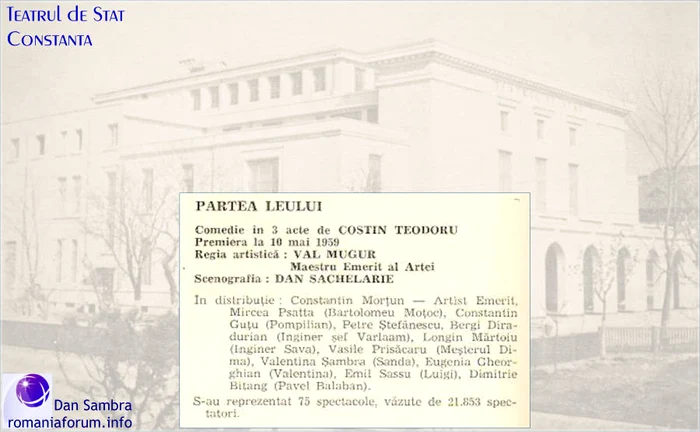 Teatrul de Stat
Constanta
PARTEA LEULUI
Comedie in 3 acte de COSTIN TEODORU
Premiera la 10 mai 1959
Regia artistică : VAL MUGUR
Maestru Emerit al Artei
Scenografia : DAN SACHELARIE
In distribuție : Constantin Morțun — Artist Emerit,
Mircea Psatta (Bartolomeu Moțoc), Constantin
Guțu (Pompilian), Petre Ștefănescu, Bergi Dira-
durian (Inginer șef Varlaam), Longin Mărtoiu
(Inginer Sava), Vasile Prisăcaru (Meșterul Di-
ma), Valentina Șambra (Sanda), Eugenia Gheor-
ghian (Valentina), Emil Sassu (Luigi), Dimitrie
Bitang (Pavel Balaban).
S-au reprezentat 75 spectacole, văzute de 21.853 spec-
tatori.
Dan Sambra
romaniaforum.info